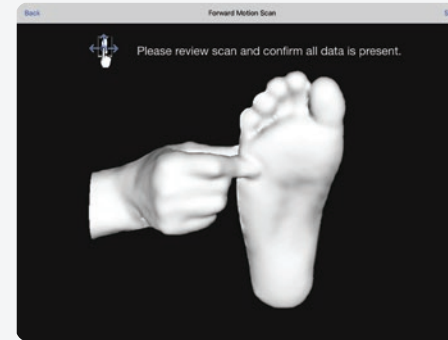 Back
Forward Motion Scan
Please review scan and confirm all data is present.